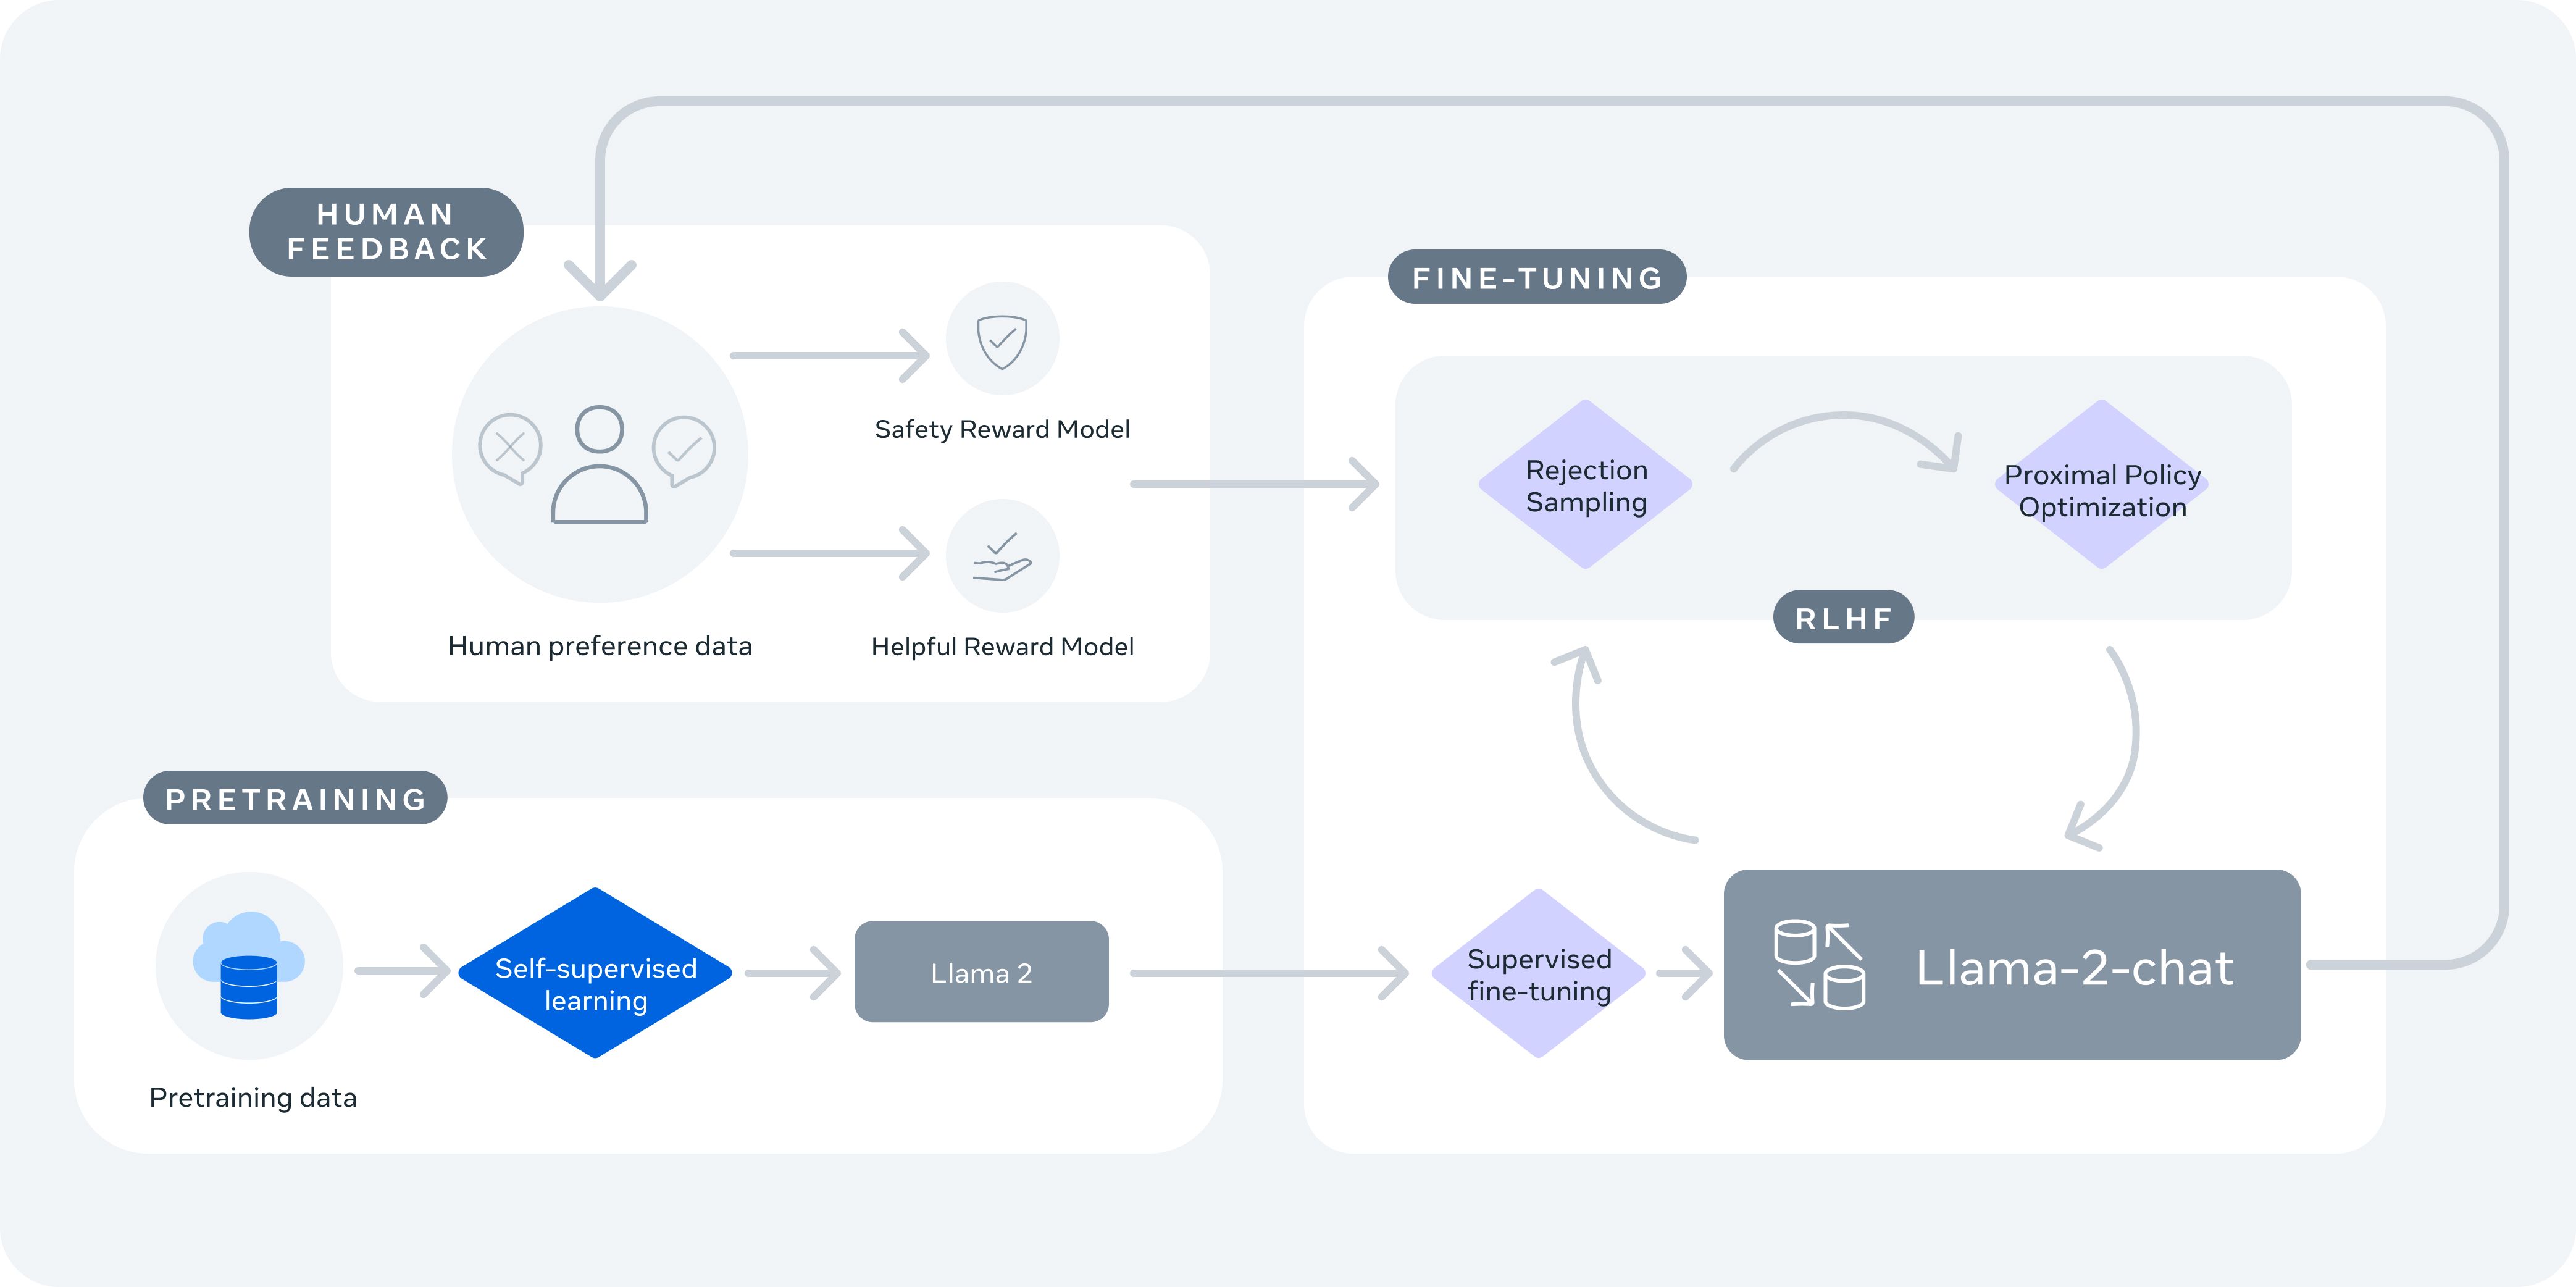 HUMAN
FEEDBACK
Safety Reward Model
Human preference data
Helpful Reward Model
FINE-TUNING
Rejection
Sampling
Proximal Policy
Optimization
RLHF
PRETRAINING
Pretraining data
Self-supervised
learning
Llama 2
Supervised
fine-tuning
Llama-2-chat